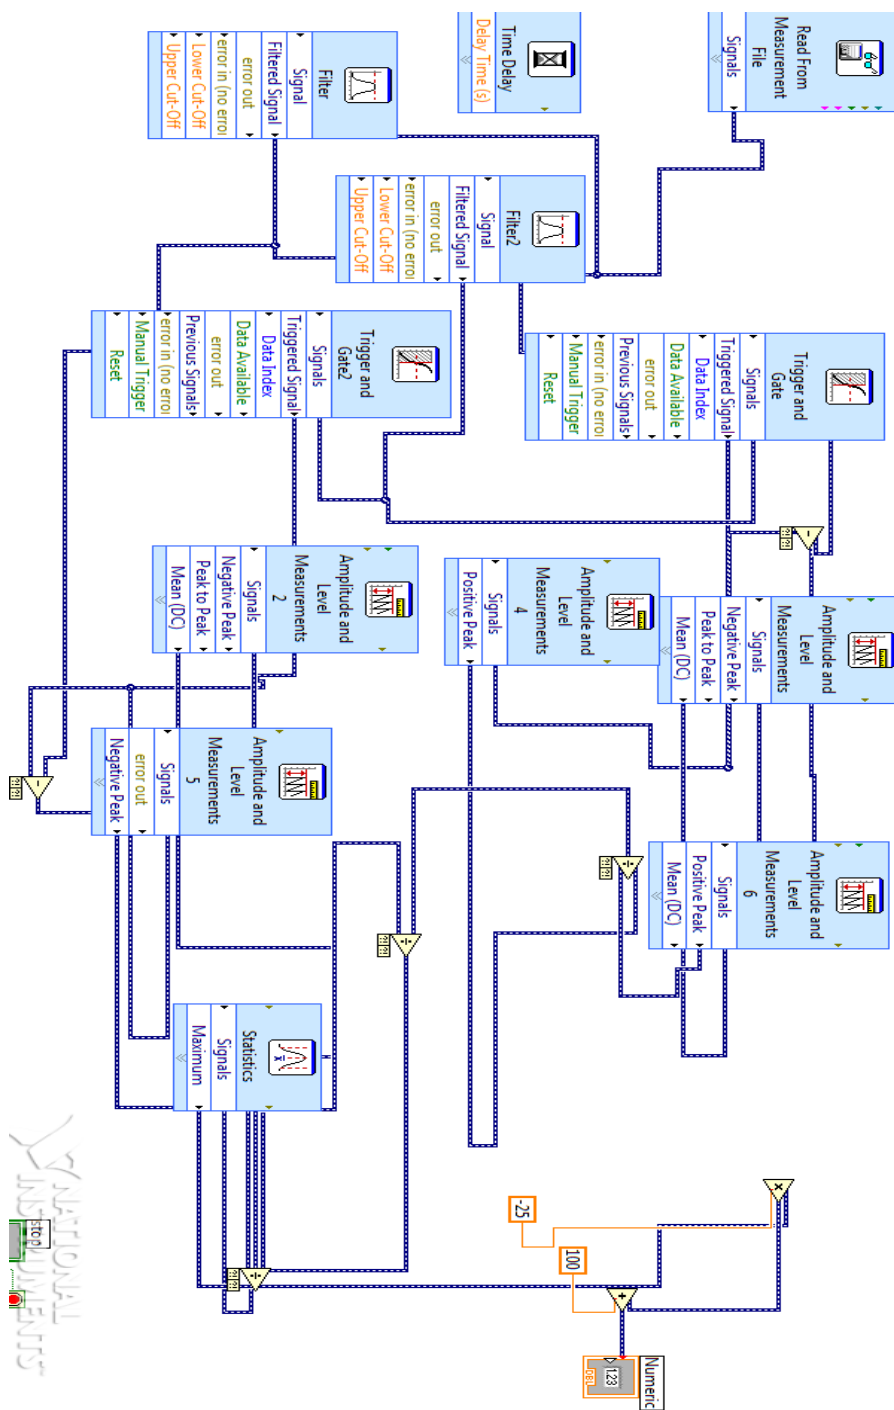 Read From
Measurement
File
Signals
Time Delay
Delay Time (s)
Filter
Signal
Filtered Signal
error out
error in (no erro
Lower Cut-Off
Upper Cut-Off
Filter2
Signal
Filtered Signal
error out
error in (no erro
Lower Cut-Off
Upper Cut-Off
Trigger and
Gate
Signals
Triggered Signal
Data Index
Data Available
error out
Previous Signals
error in (no erro
Manual Trigger
Reset
Trigger and
Gate2
Signals
Triggered Signal
Data Index
Data Available
error out
Previous Signals
error in (no erro
Manual Trigger
Reset
Amplitude and
Level
Measurements
Signals
Negative Peak
Peak to Peak
Mean (DC)
Amplitude and
Level
Measurements
4
Signals
Positive Peak
Amplitude and
Level
Measurements
2
Signals
Negative Peak
Peak to Peak
Mean (DC)
Amplitude and
Level
Measurements
6
Signals
Positive Peak
Mean (DC)
Amplitude and
Level
Measurements
5
Signals
error out
Negative Peak
Statistics
Signals
Maximum
-25
100
Numeric
1.23
DBL
stop
NATIONAL
INSTRUMENTS™